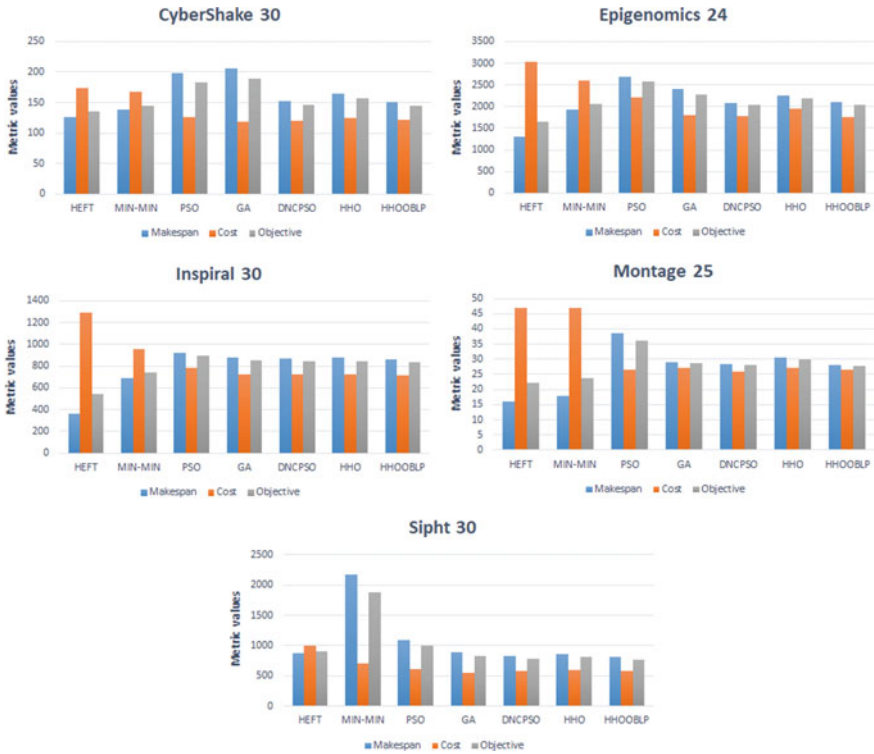 CyberShake 30
Metric values
250
200
150
100
50
0
HEFT MIN-MIN PSO GA DNCPSO HHO HHOOBLP
Makespan Cost Objective
Epigenomics 24
Metric values
3500
3000
2500
2000
1500
1000
500
0
HEFT MIN-MIN PSO GA DNCPSO HHO HHOOBLP
Makespan Cost Objective
Inspiral 30
Metric values
1400
1200
1000
800
600
400
200
0
HEFT MIN-MIN PSO GA DNCPSO HHO HHOOBLP
Makespan Cost Objective
Montage 25
Metric values
50
45
40
35
30
25
20
15
10
5
0
HEFT MIN-MIN PSO GA DNCPSO HHO HHOOBLP
Makespan Cost Objective
Sipht 30
Metric values
2500
2000
1500
1000
500
0
HEFT MIN-MIN PSO GA DNCPSO HHO HHOOBLP
Makespan Cost Objective